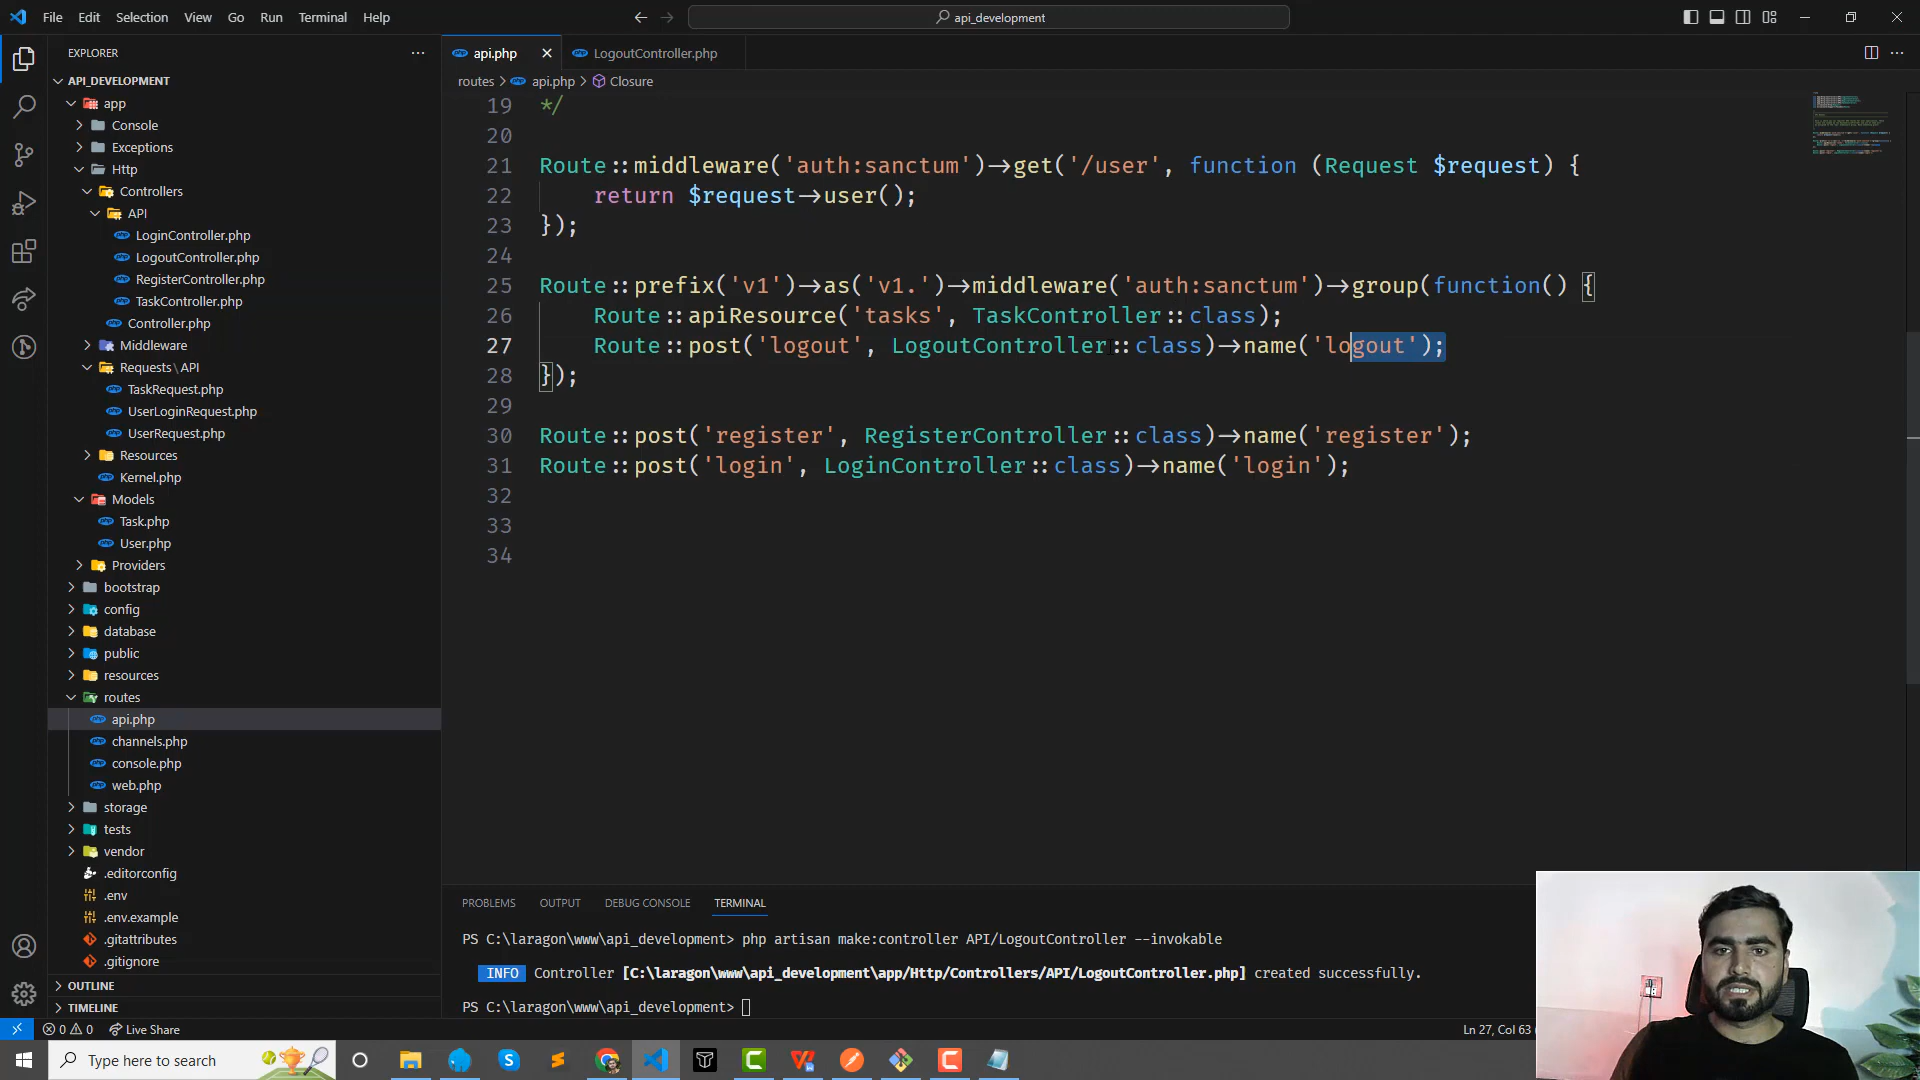 File Edit Selection View Go Run Terminal Help
api_development
EXPLORER
API_DEVELOPMENT
app
Console
Exceptions
Http
Controllers
API
LoginController.php
LogoutController.php
RegisterController.php
TaskController.php
Controller.php
Middleware
Requests\API
TaskRequest.php
UserLoginRequest.php
UserRequest.php
Resources
Kernel.php
Models
Task.php
User.php
Providers
bootstrap
config
database
public
resources
routes
api.php
channels.php
console.php
web.php
storage
tests
vendor
.editorconfig
.env
.env.example
.gitattributes
.gitignore
OUTLINE
TIMELINE
api.php LogoutController.php
routes > api.php > Closure
19 */
20
21 Route::middleware('auth:sanctum')->get('/user', function (Request $request) {
22 return $request->user();
23 });
24
25 Route::prefix('v1')->as('v1.')->middleware('auth:sanctum')->group(function() {
26 Route::apiResource('tasks', TaskController::class);
27 Route::post('logout', LogoutController::class)->name('logout');
28 });
29
30 Route::post('register', RegisterController::class)->name('register');
31 Route::post('login', LoginController::class)->name('login');
32
33
34
PROBLEMS OUTPUT DEBUG CONSOLE TERMINAL
PS C:\laragon\www\api_development> php artisan make:controller API/LogoutController --invokable
INFO Controller [C:\laragon\www\api_development\app/Http/Controllers/API/LogoutController.php] created successfully.
PS C:\laragon\www\api_development>
0 0 Live Share
Ln 27, Col 63
Type here to search